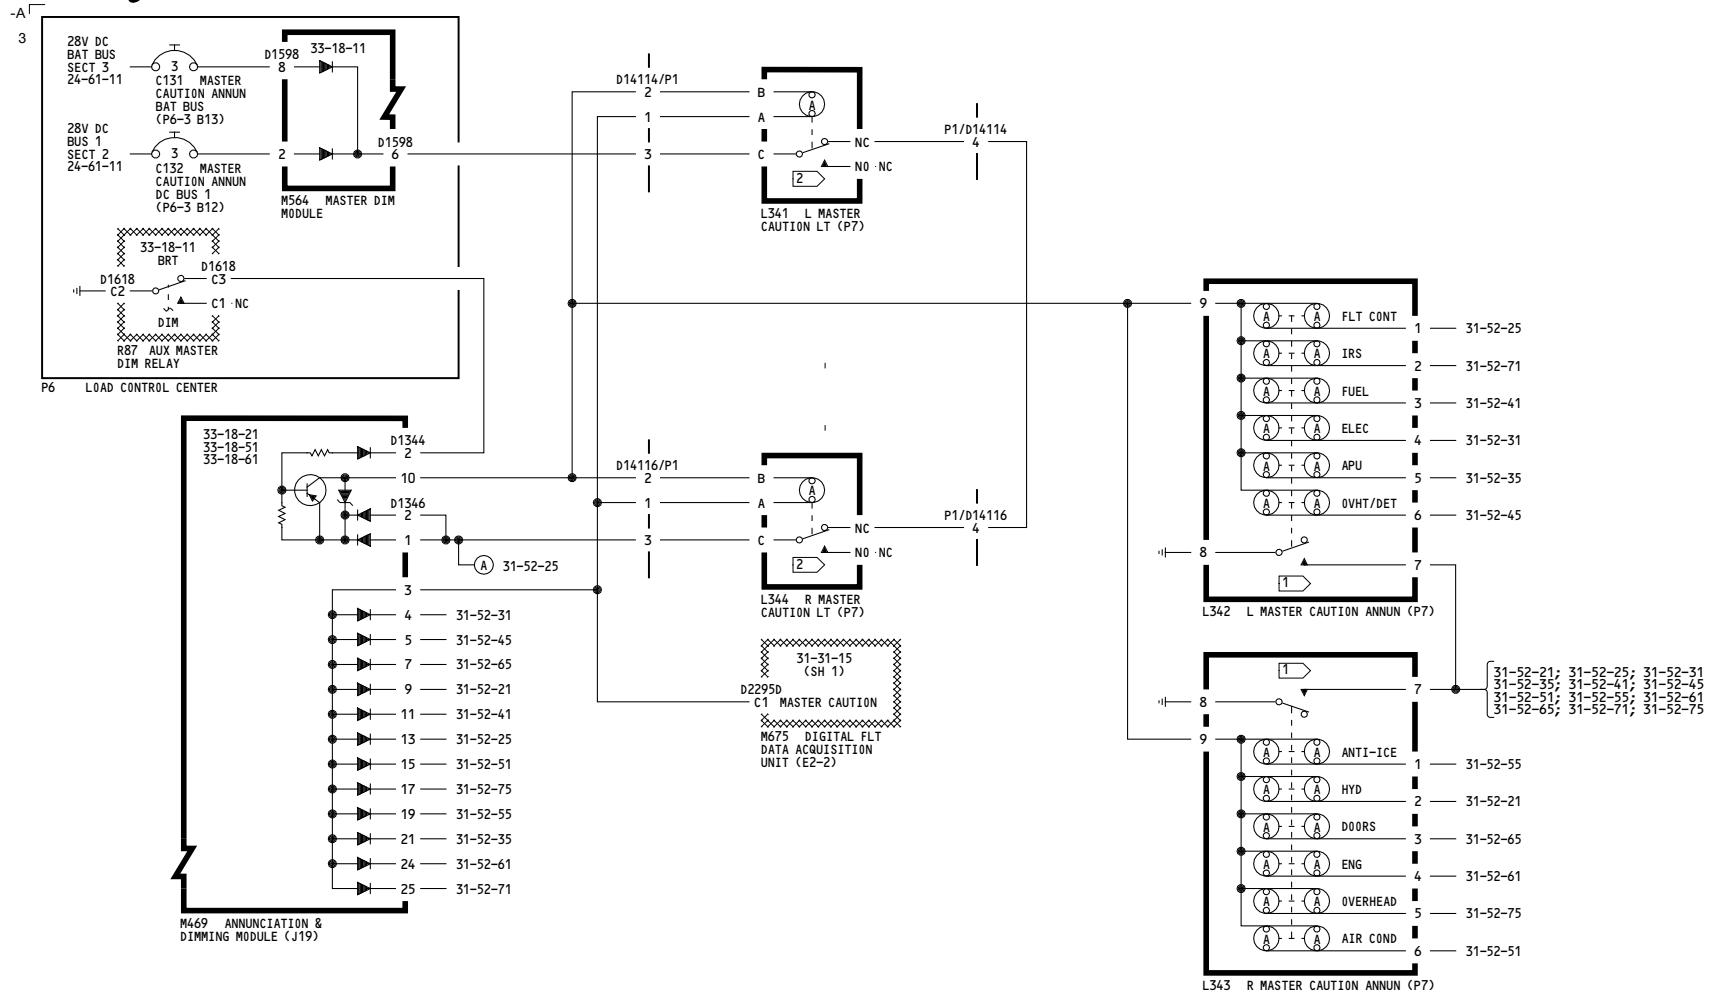 -A
3
28V DC
BAT BUS
SECT 3
24-61-11
3
C131 MASTER
CAUTION ANNUN
BAT BUS
(P6-3 B13)
D1598
8
33-18-11
28V DC
BUS 1
SECT 2
24-61-11
3
C132 MASTER
CAUTION ANNUN
DC BUS 1
(P6-3 B12)
2
D1598
6
M564 MASTER DIM
MODULE
33-18-11
BRT
D1618
C2
D1618
C3
C1 NC
DIM
R87 AUX MASTER
DIM RELAY
P6 LOAD CONTROL CENTER
D14114/P1
2
1
3
B
A
C
A
NC
NO NC
2
L341 L MASTER
CAUTION LT (P7)
P1/D14114
4
33-18-21
33-18-51
33-18-61
D1344
2
10
D1346
2
1
A 31-52-25
3
4 31-52-31
5 31-52-45
7 31-52-65
9 31-52-21
11 31-52-41
13 31-52-25
15 31-52-51
17 31-52-75
19 31-52-55
21 31-52-35
24 31-52-61
25 31-52-71
M469 ANNUNCIATION &
DIMMING MODULE (J19)
D14116/P1
2
1
3
B
A
C
A
NC
NO NC
2
L344 R MASTER
CAUTION LT (P7)
P1/D14116
4
31-31-15
(SH 1)
D2295D
C1 MASTER CAUTION
M675 DIGITAL FLT
DATA ACQUISITION
UNIT (E2-2)
9
A A FLT CONT
1 31-52-25
A A IRS
2 31-52-71
A A FUEL
3 31-52-41
A A ELEC
4 31-52-31
A A APU
5 31-52-35
A A OVHT/DET
6 31-52-45
8
7
1
L342 L MASTER CAUTION ANNUN (P7)
1
7
8
9
31-52-21; 31-52-25; 31-52-31
31-52-35; 31-52-41; 31-52-45
31-52-51; 31-52-55; 31-52-61
31-52-65; 31-52-71; 31-52-75
A A ANTI-ICE
1 31-52-55
A A HYD
2 31-52-21
A A DOORS
3 31-52-65
A A ENG
4 31-52-61
A A OVERHEAD
5 31-52-75
A A AIR COND
6 31-52-51
L343 R MASTER CAUTION ANNUN (P7)